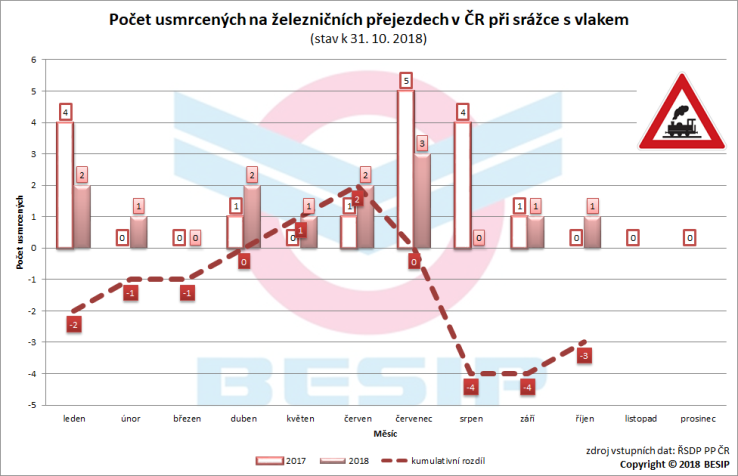 Počet usmrcených na železničních přejezdech v ČR při srážce s vlakem
(stav k 31. 10. 2018)
Počet usmrcených
6
5
4
3
2
1
0
-1
-2
-3
-4
-5
4 0 0 1 0 1 5 4 1 0 0 0
2 1 0 2 1 2 3 0 1 1
-2 -1 -1 0 1 2 0 -4 -4 -3
BESIP
leden únor březen duben květen červen červenec srpen září říjen listopad prosinec
Měsíc
2017 2018 kumulativní rozdíl
zdroj vstupních dat: ŘSDP PP ČR
Copyright © 2018 BESIP